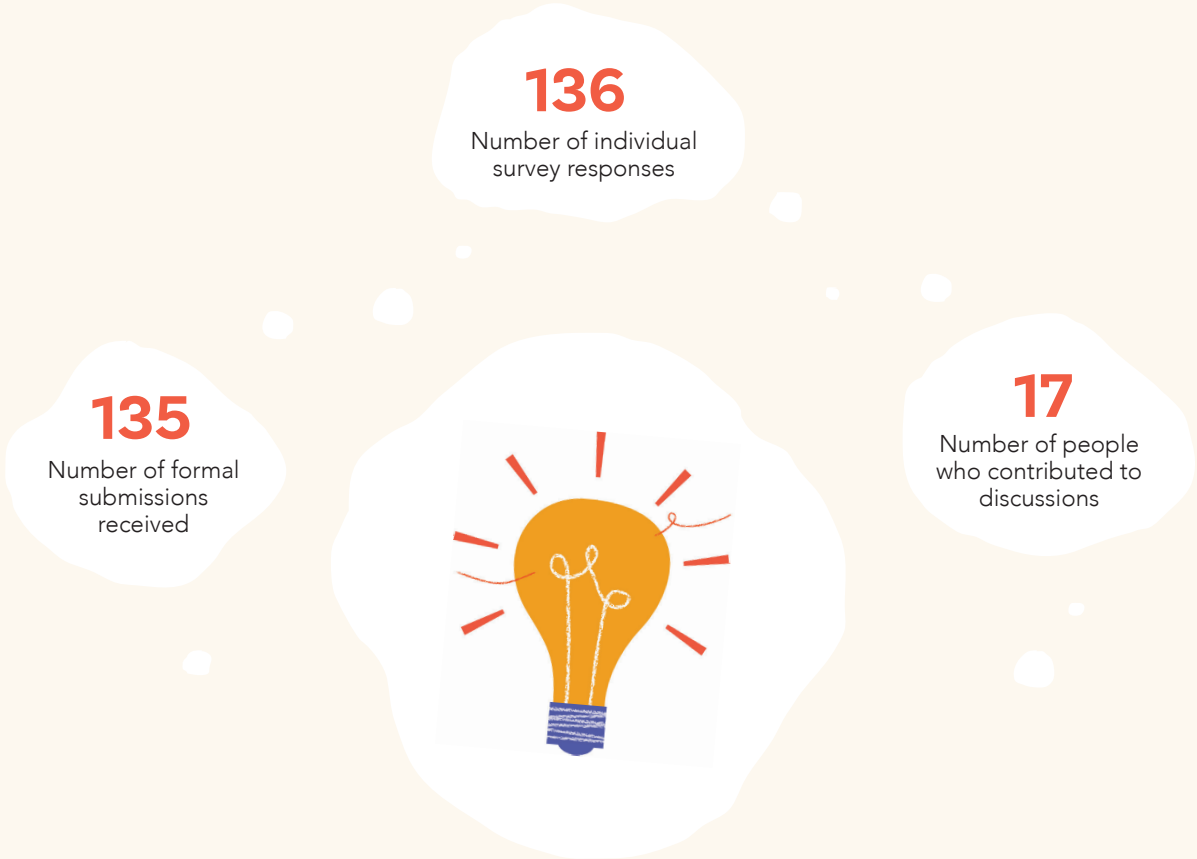 136
Number of individual
survey responses
135
Number of formal
submissions
received
17
Number of people
who contributed to
discussions